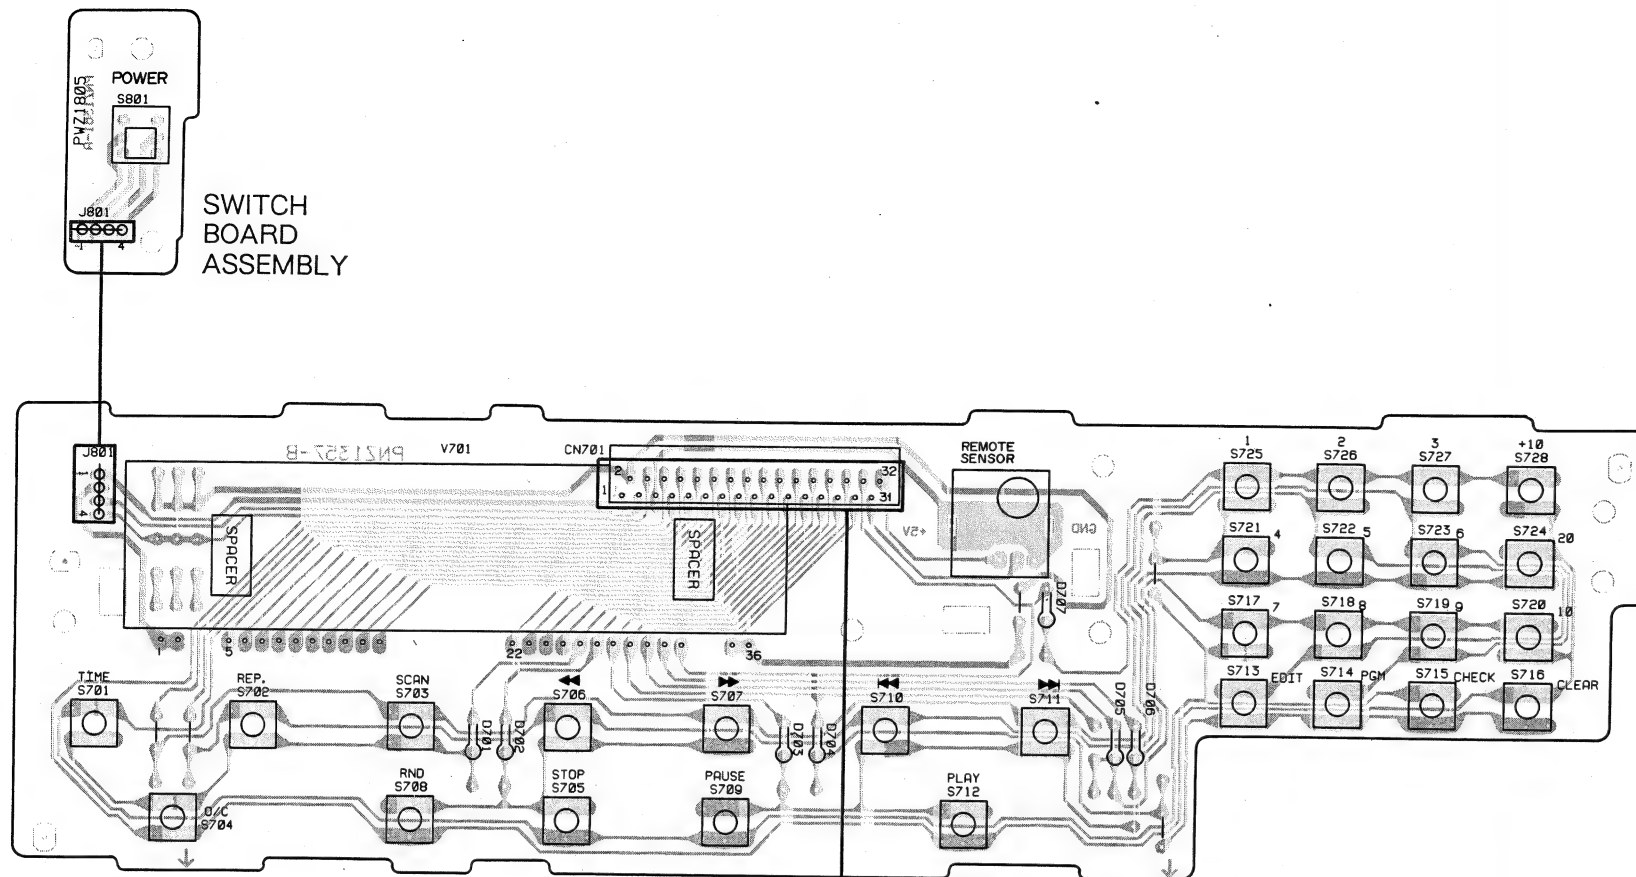 POWER
S801
PWZ1805
PNZ1357-A
J801
1
4
SWITCH
BOARD
ASSEMBLY
J801
1
4
PNZ1357-B
V701
CN701
2
32
1
31
SPACER
SPACER
REMOTE
SENSOR
+5V
GND
D707
1
S725
2
S726
3
S727
+10
S728
S721
4
S722
5
S723
6
S724
20
S717
7
S718
8
S719
9
S720
10
S713
EDIT
S714
PGM
S715
CHECK
S716
CLEAR
1
5
22
36
TIME
S701
REP.
S702
SCAN
S703
◀◀
S706
▶▶
S707
|◀◀
S710
▶▶|
S711
D701
D702
D703
D704
D705
D706
O/C
S704
RND
S708
STOP
S705
PAUSE
S709
PLAY
S712